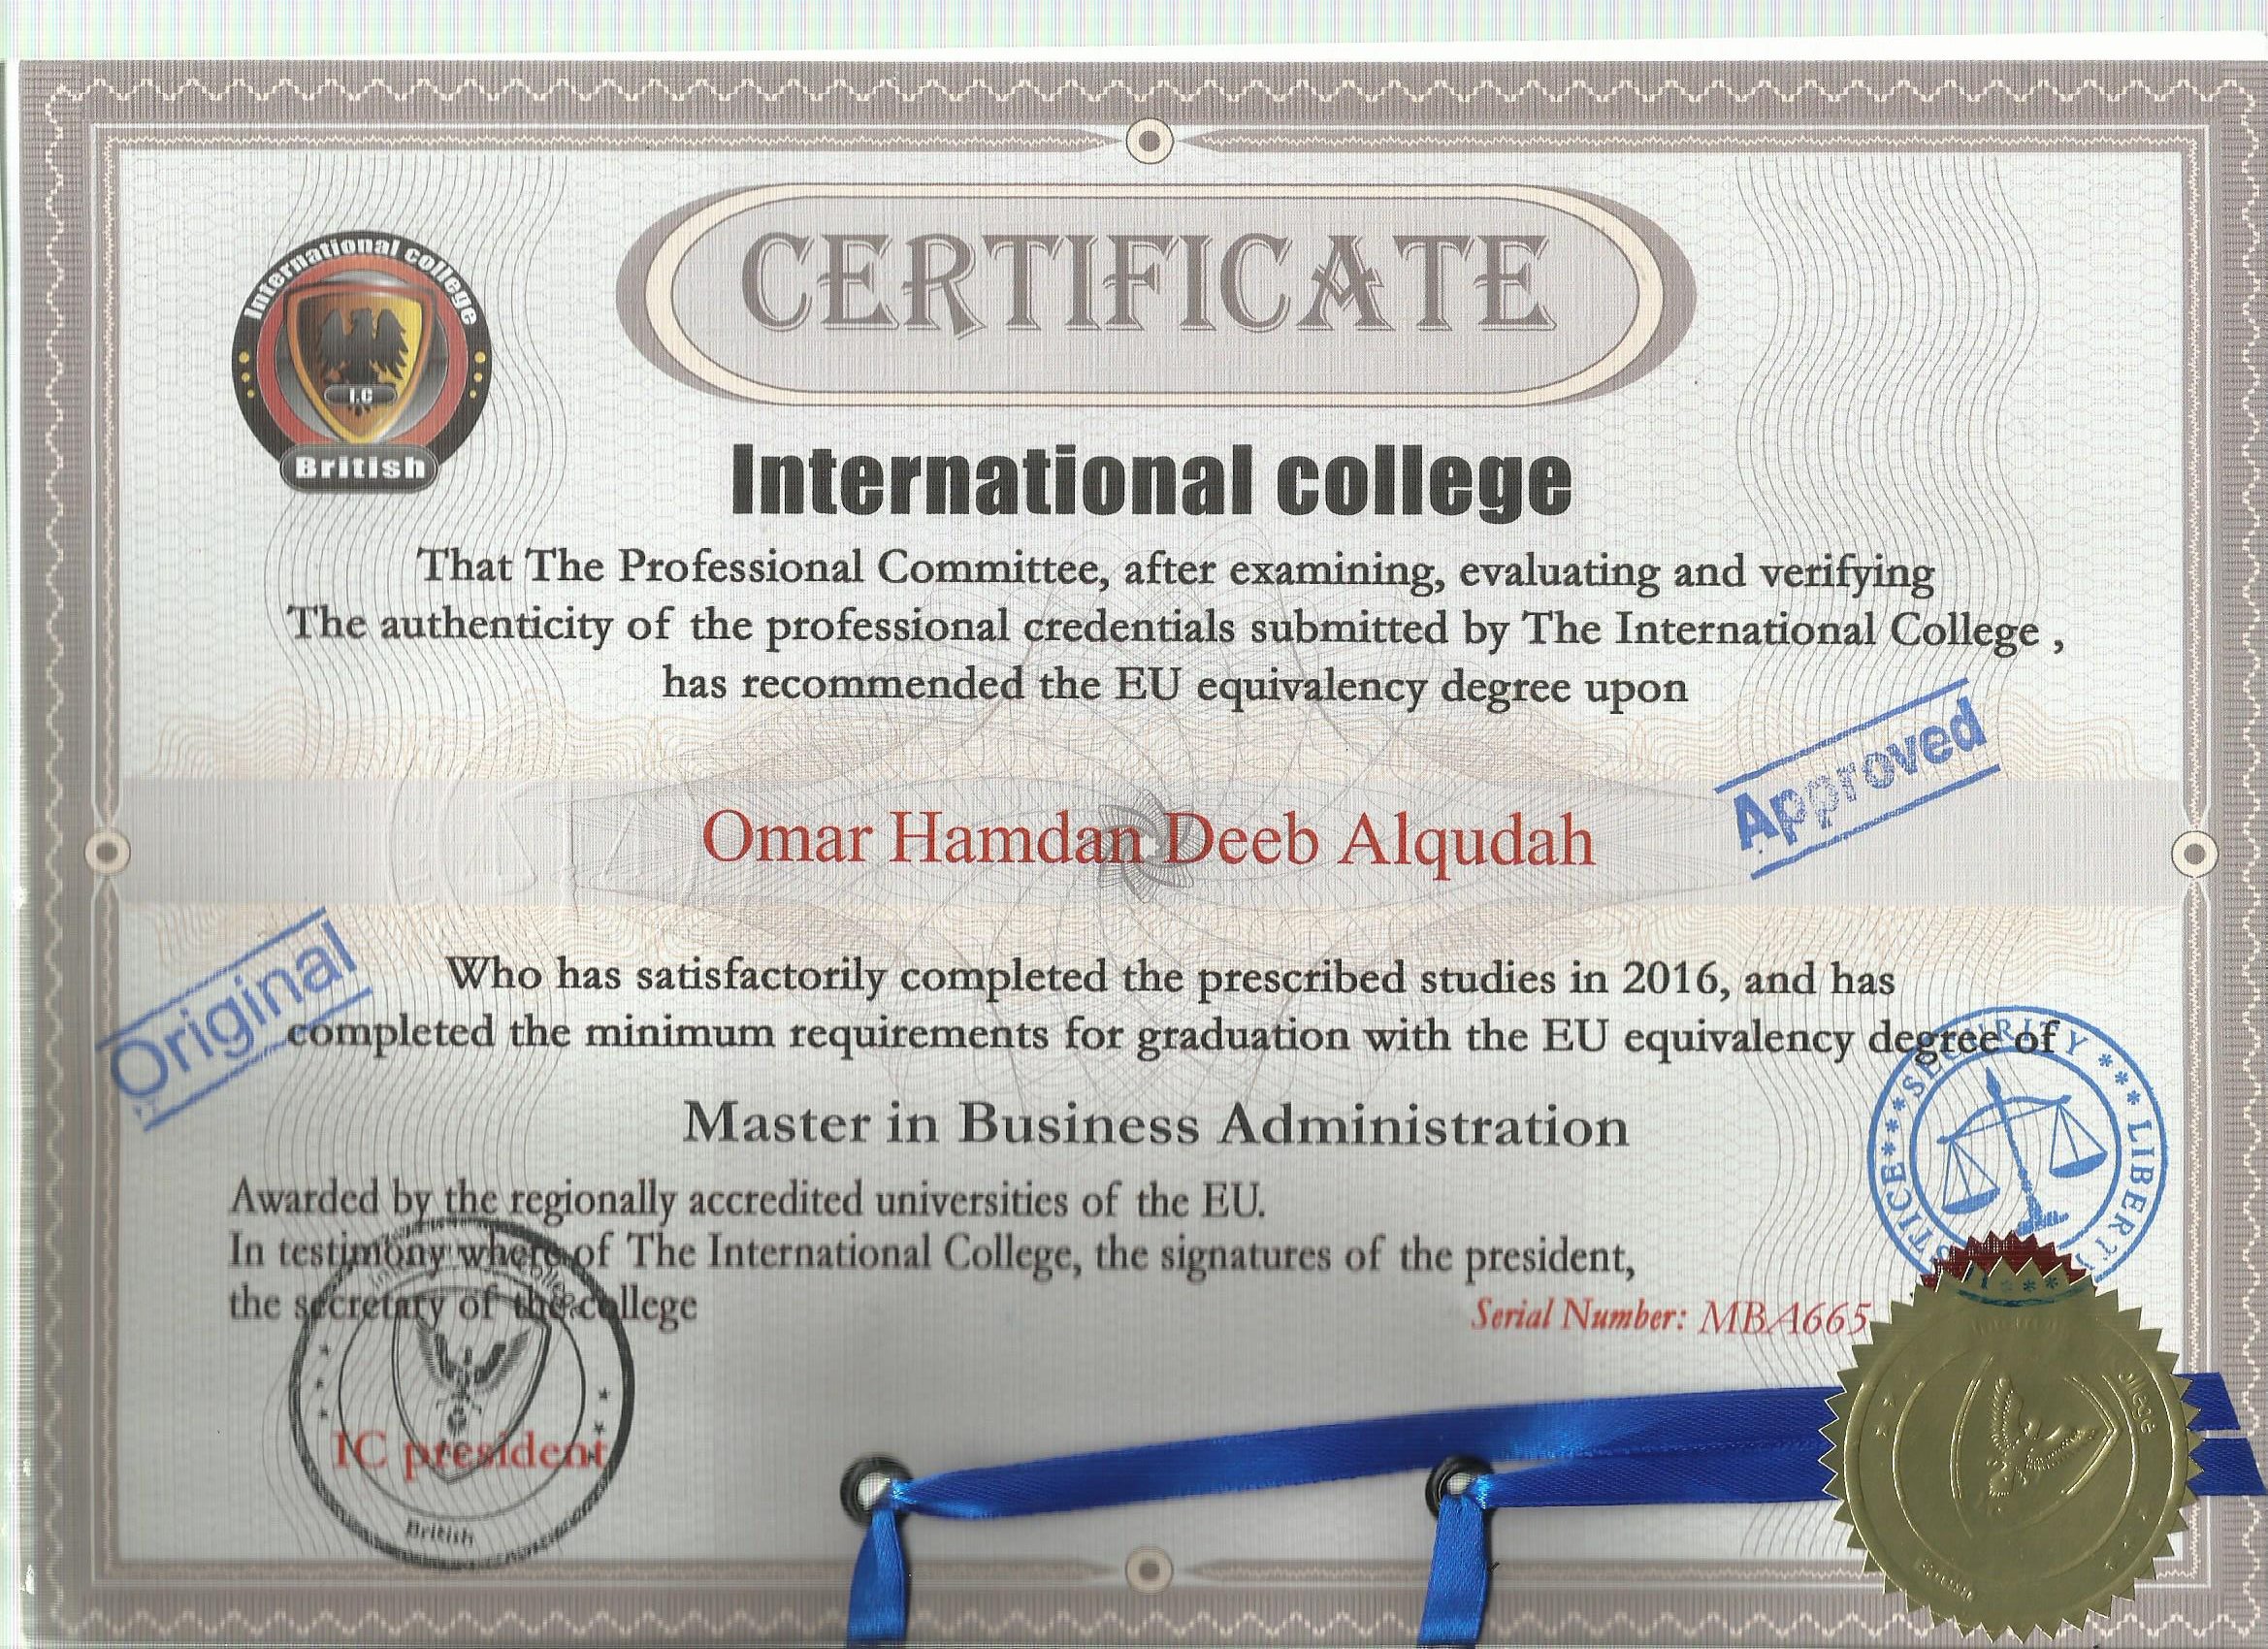 International college
I.C
British
CERTIFICATE
International college
That The Professional Committee, after examining, evaluating and verifying
The authenticity of the professional credentials submitted by The International College ,
has recommended the EU equivalency degree upon
Approved
Omar Hamdan Deeb Alqudah
Original
Who has satisfactorily completed the prescribed studies in 2016, and has
completed the minimum requirements for graduation with the EU equivalency degree of
SECURITY *** LIBERT
STICE***
Master in Business Administration
Awarded by the regionally accredited universities of the EU.
In testimony where of The International College, the signatures of the president,
the secretary of the college
Serial Number: MBA665
IC president
British
ollege